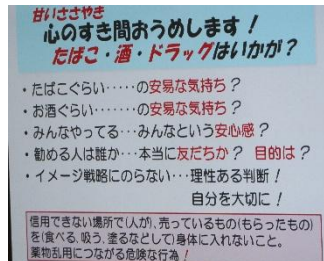 甘いささやき
心のすき間おうめします！
たばこ・酒・ドラッグはいかが？
・たばこぐらい・・・・・の安易な気持ち？
・お酒ぐらい・・・・・・・の安易な気持ち？
・みんなやってる・・・みんなという安心感？
・勧める人は誰か・・・本当に友だちか？ 目的は？
・イメージ戦略にのらない・・・理性ある判断！
自分を大切に！
信用できない場所で(人が)、売っているもの(もらったもの)
を(食べる、吸う、塗るなどして)身体に入れないこと。
薬物乱用につながる危険な行為！